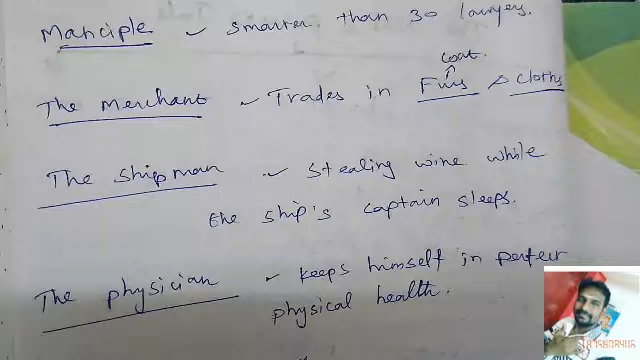 Manciple ~ smarter than 30 lawyers.
coat.
The Merchant ~ Trades in Furs & cloths
The shipman ~ stealing wine while
the ship's captain sleeps.
The physician ~ keeps himself in perfect
physical health.